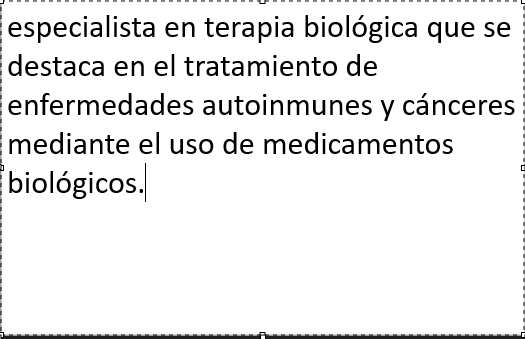 especialista en terapia biológica que se
destaca en el tratamiento de
enfermedades autoinmunes y cánceres
mediante el uso de medicamentos
biológicos.